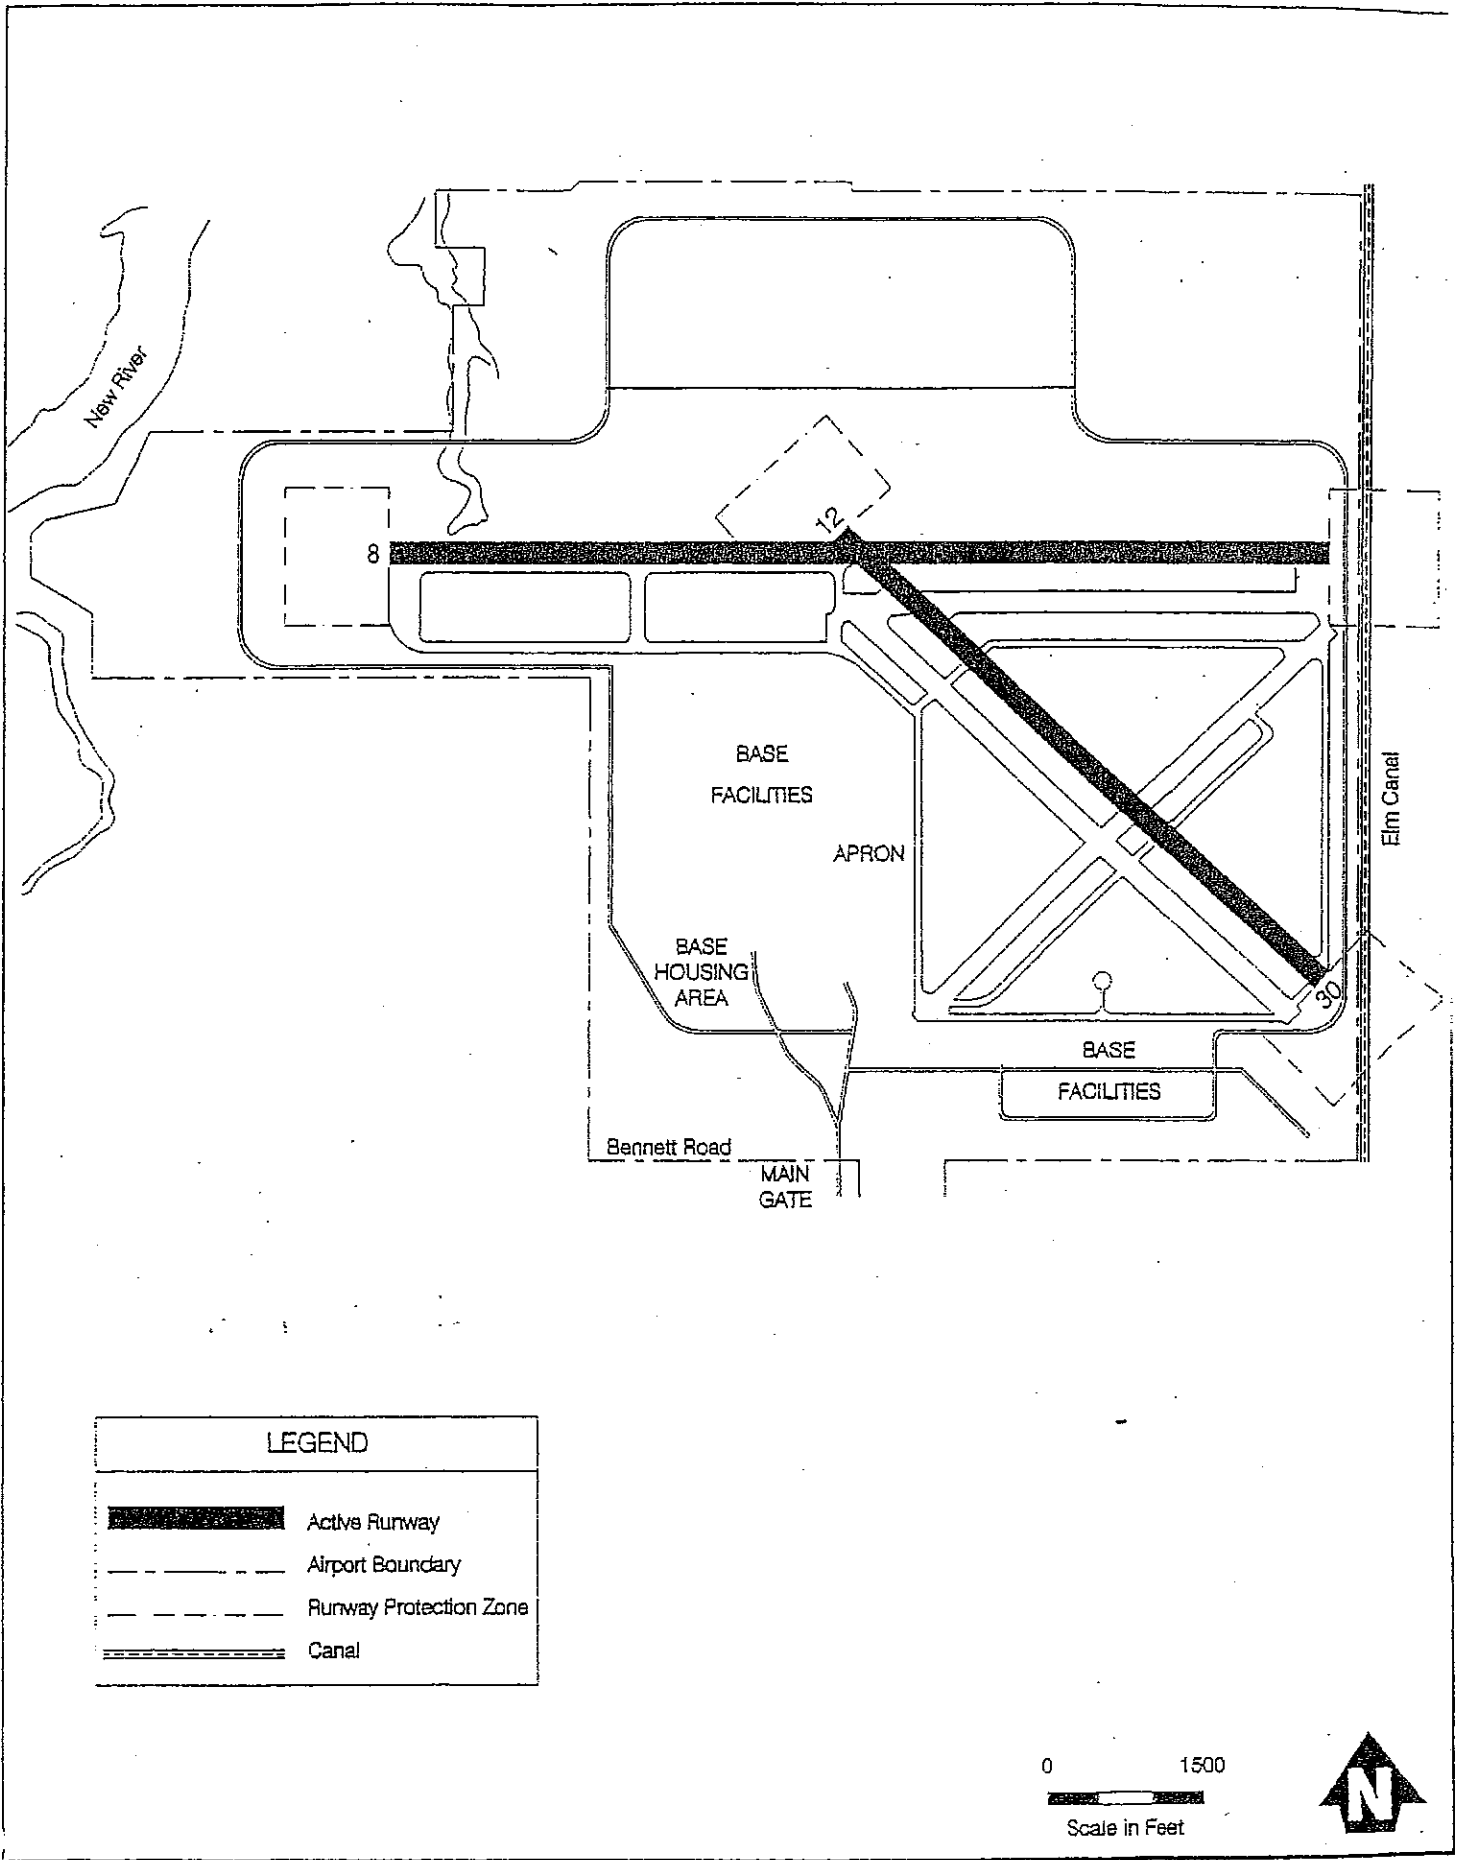 New River
12
8
BASE
FACILITIES
APRON
Elm Canal
BASE
HOUSING
AREA
30
BASE
FACILITIES
Bennett Road
MAIN
GATE
LEGEND
Active Runway
Airport Boundary
Runway Protection Zone
Canal
0 1500
Scale in Feet
N